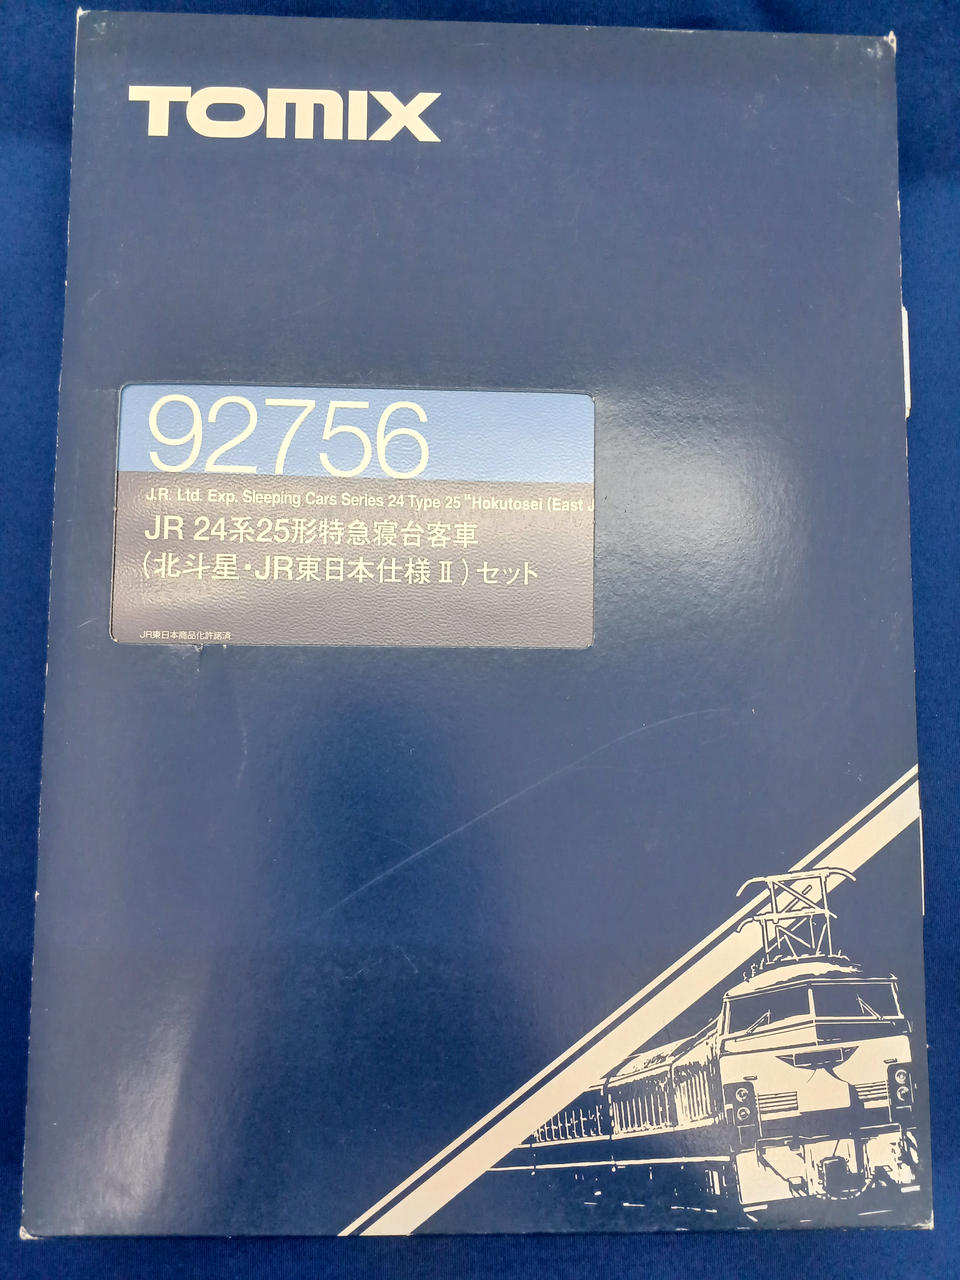 TOMIX
92756
J.R. Ltd. Exp. Sleeping Cars Series 24 Type 25 "Hokutosei (East J
JR 24系25形特急寝台客車
(北斗星・JR東日本仕様Ⅱ)セット
JR東日本商品化許諾済